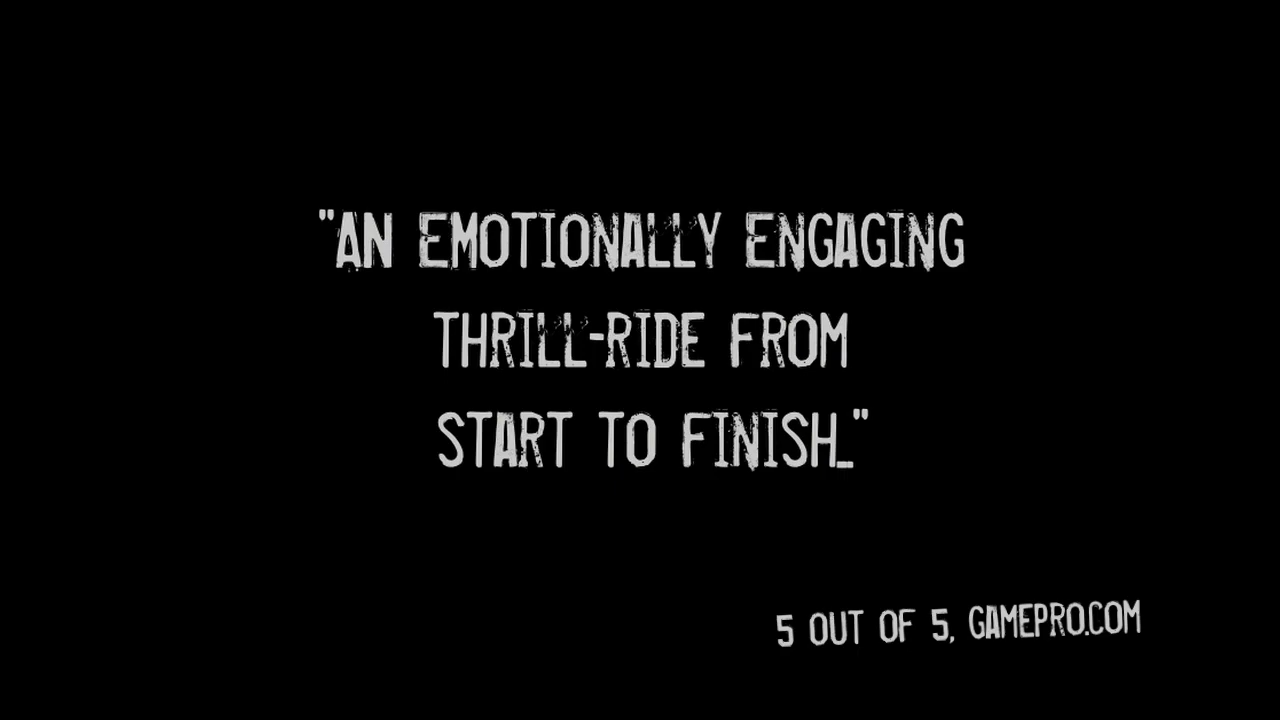 "AN EMOTIONALLY ENGAGING
THRILL-RIDE FROM
START TO FINISH..."
5 OUT OF 5, GAMEPRO.COM